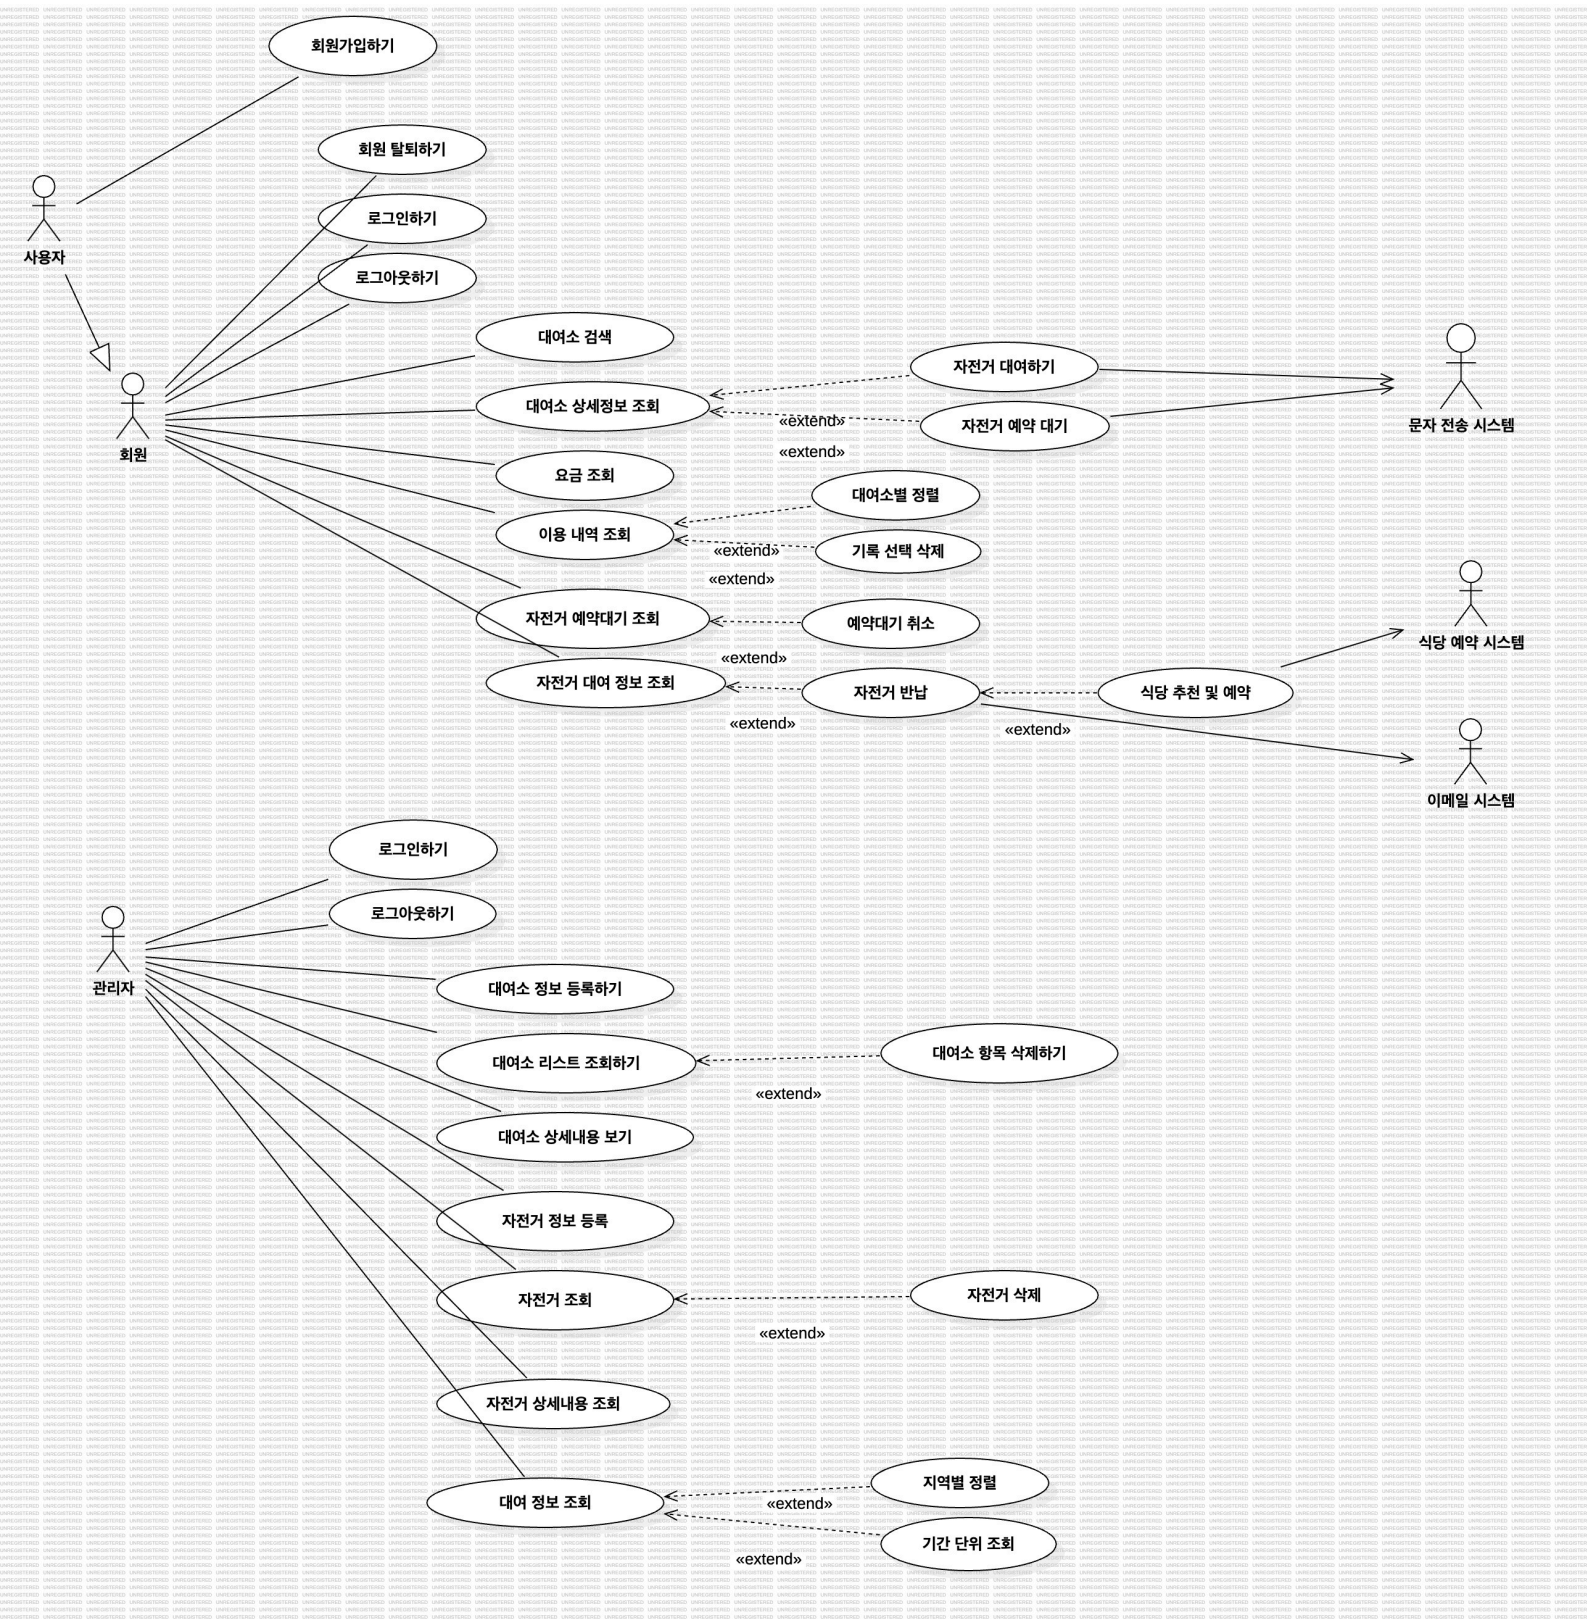 회원가입하기
회원 탈퇴하기
로그인하기
사용자
로그아웃하기
대여소 검색
자전거 대여하기
대여소 상세정보 조회
«extend»
자전거 예약 대기
문자 전송 시스템
회원
«extend»
요금 조회
대여소별 정렬
이용 내역 조회
«extend»
기록 선택 삭제
«extend»
자전거 예약대기 조회
예약대기 취소
식당 예약 시스템
«extend»
자전거 대여 정보 조회
자전거 반납
식당 추천 및 예약
«extend»
«extend»
이메일 시스템
로그인하기
로그아웃하기
관리자
대여소 정보 등록하기
대여소 리스트 조회하기
대여소 항목 삭제하기
«extend»
대여소 상세내용 보기
자전거 정보 등록
자전거 조회
자전거 삭제
«extend»
자전거 상세내용 조회
지역별 정렬
대여 정보 조회
«extend»
기간 단위 조회
«extend»